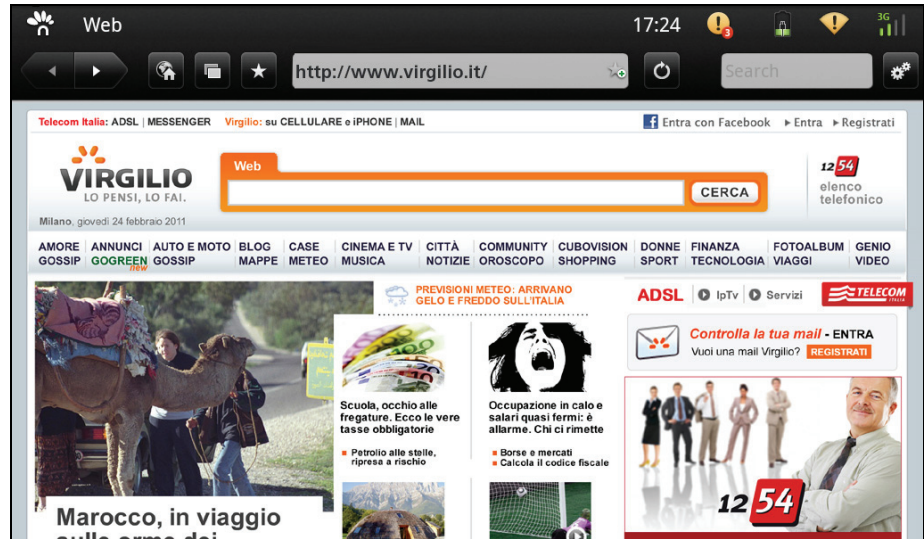 Web
17:24
3
3G
http://www.virgilio.it/
Search
Telecom Italia: ADSL | MESSENGER
Virgilio: su CELLULARE e iPHONE | MAIL
Entra con Facebook
Entra
Registrati
VIRGILIO
LO PENSI, LO FAI.
Web
CERCA
1254
elenco
telefonico
Milano, giovedì 24 febbraio 2011
AMORE ANNUNCI AUTO E MOTO BLOG CASE CINEMA E TV CITTÀ COMMUNITY CUBOVISION DONNE FINANZA FOTOALBUM GENIO
GOSSIP GOGREEN GOSSIP MAPPE METEO MUSICA NOTIZIE OROSCOPO SHOPPING SPORT TECNOLOGIA VIAGGI VIDEO
new
PREVISIONI METEO: ARRIVANO
GELO E FREDDO SULL'ITALIA
ADSL
IpTv
Servizi
TELECOM
ITALIA
Controlla la tua mail - ENTRA
Vuoi una mail Virgilio? REGISTRATI
Scuola, occhio alle
fregature. Ecco le vere
tasse obbligatorie
Petrolio alle stelle,
ripresa a rischio
Occupazione in calo e
salari quasi fermi: è
allarme. Chi ci rimette
Borse e mercati
Calcola il codice fiscale
1254
Marocco, in viaggio
sulle orme dei